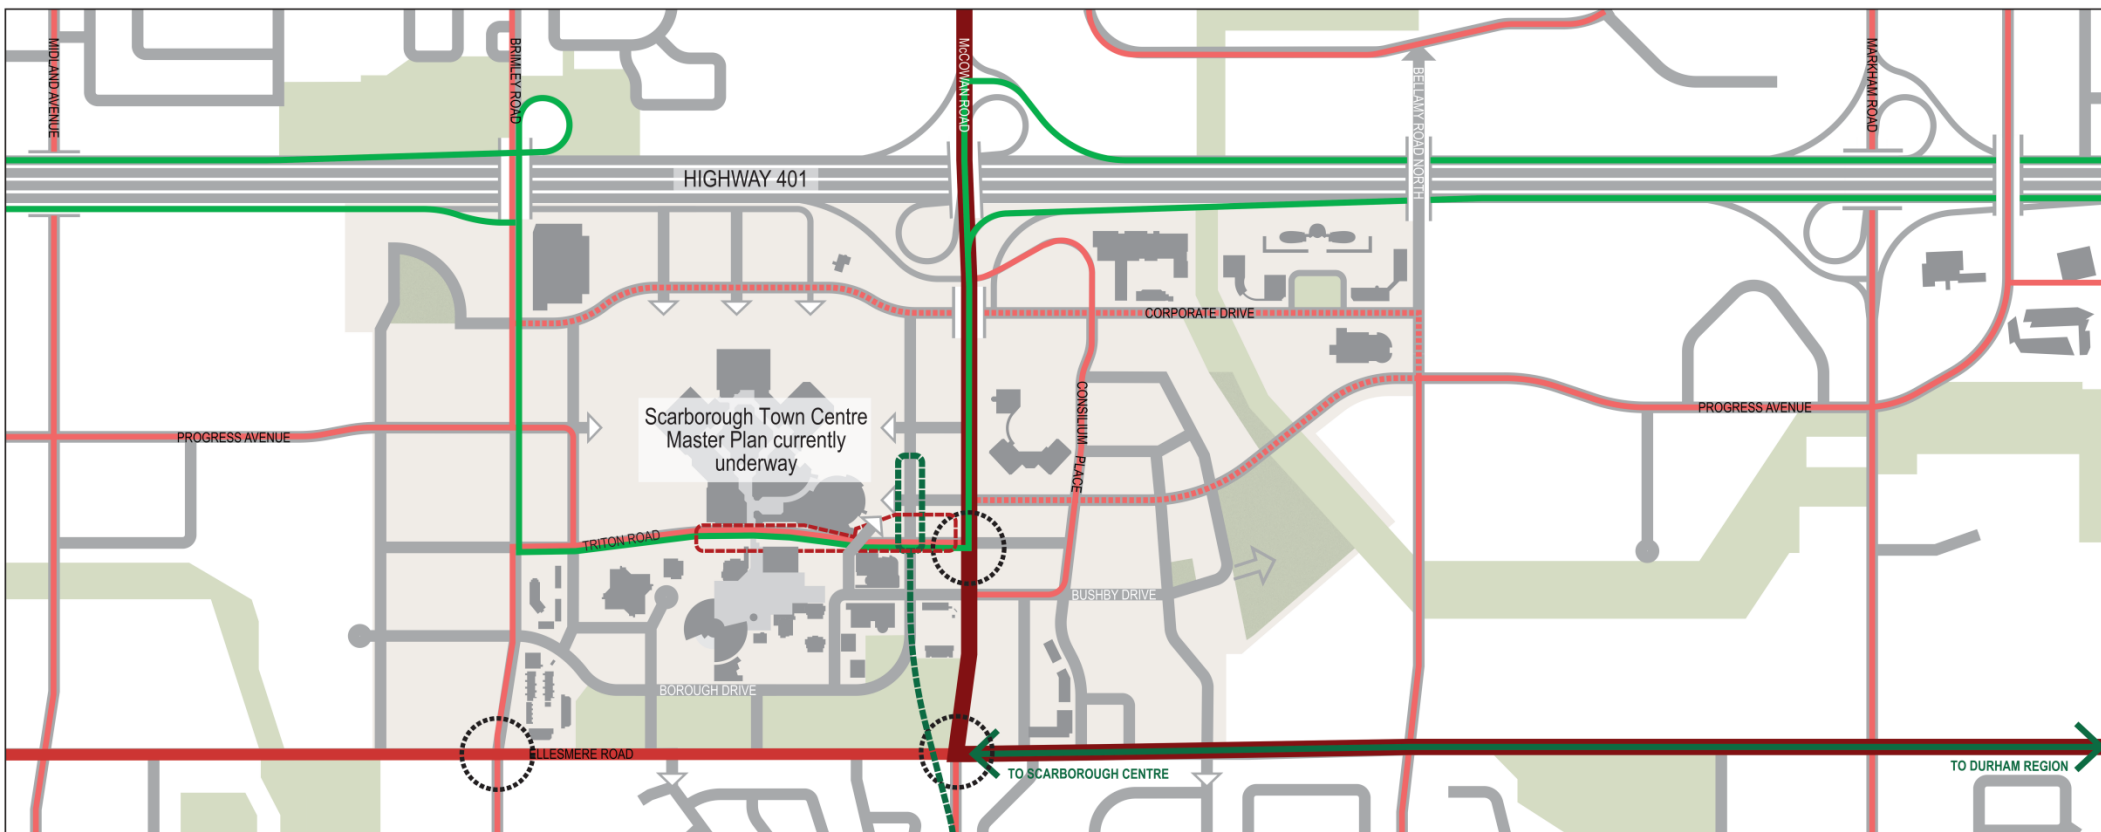 MIDLAND AVENUE
BRIMLEY ROAD
McCOWAN ROAD
BELLAMY ROAD NORTH
MARKHAM ROAD
HIGHWAY 401
CORPORATE DRIVE
Scarborough Town Centre
Master Plan currently
underway
CONSILIUM PLACE
PROGRESS AVENUE
PROGRESS AVENUE
TRITON ROAD
BUSHBY DRIVE
BOROUGH DRIVE
LLESMERE ROAD
TO SCARBOROUGH CENTRE
TO DURHAM REGION